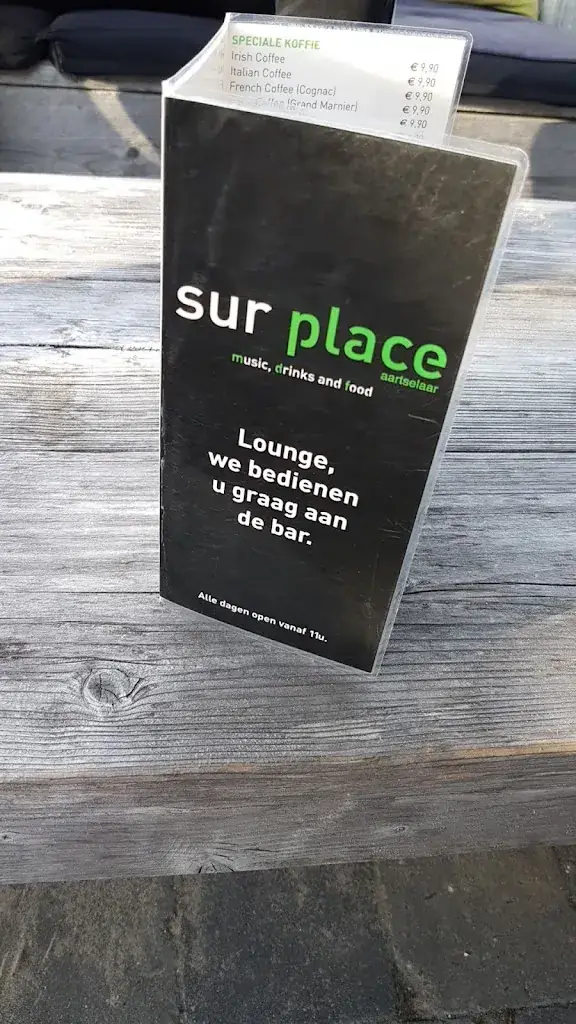 SPECIALE KOFFIE
Irish Coffee € 9,90
Italian Coffee € 9,90
French Coffee (Cognac) € 9,90
Coffee (Grand Marnier) € 9,90
€ 9,90
sur place
aartselaar
music, drinks and food
Lounge,
we bedienen
u graag aan
de bar.
Alle dagen open vanaf 11u.